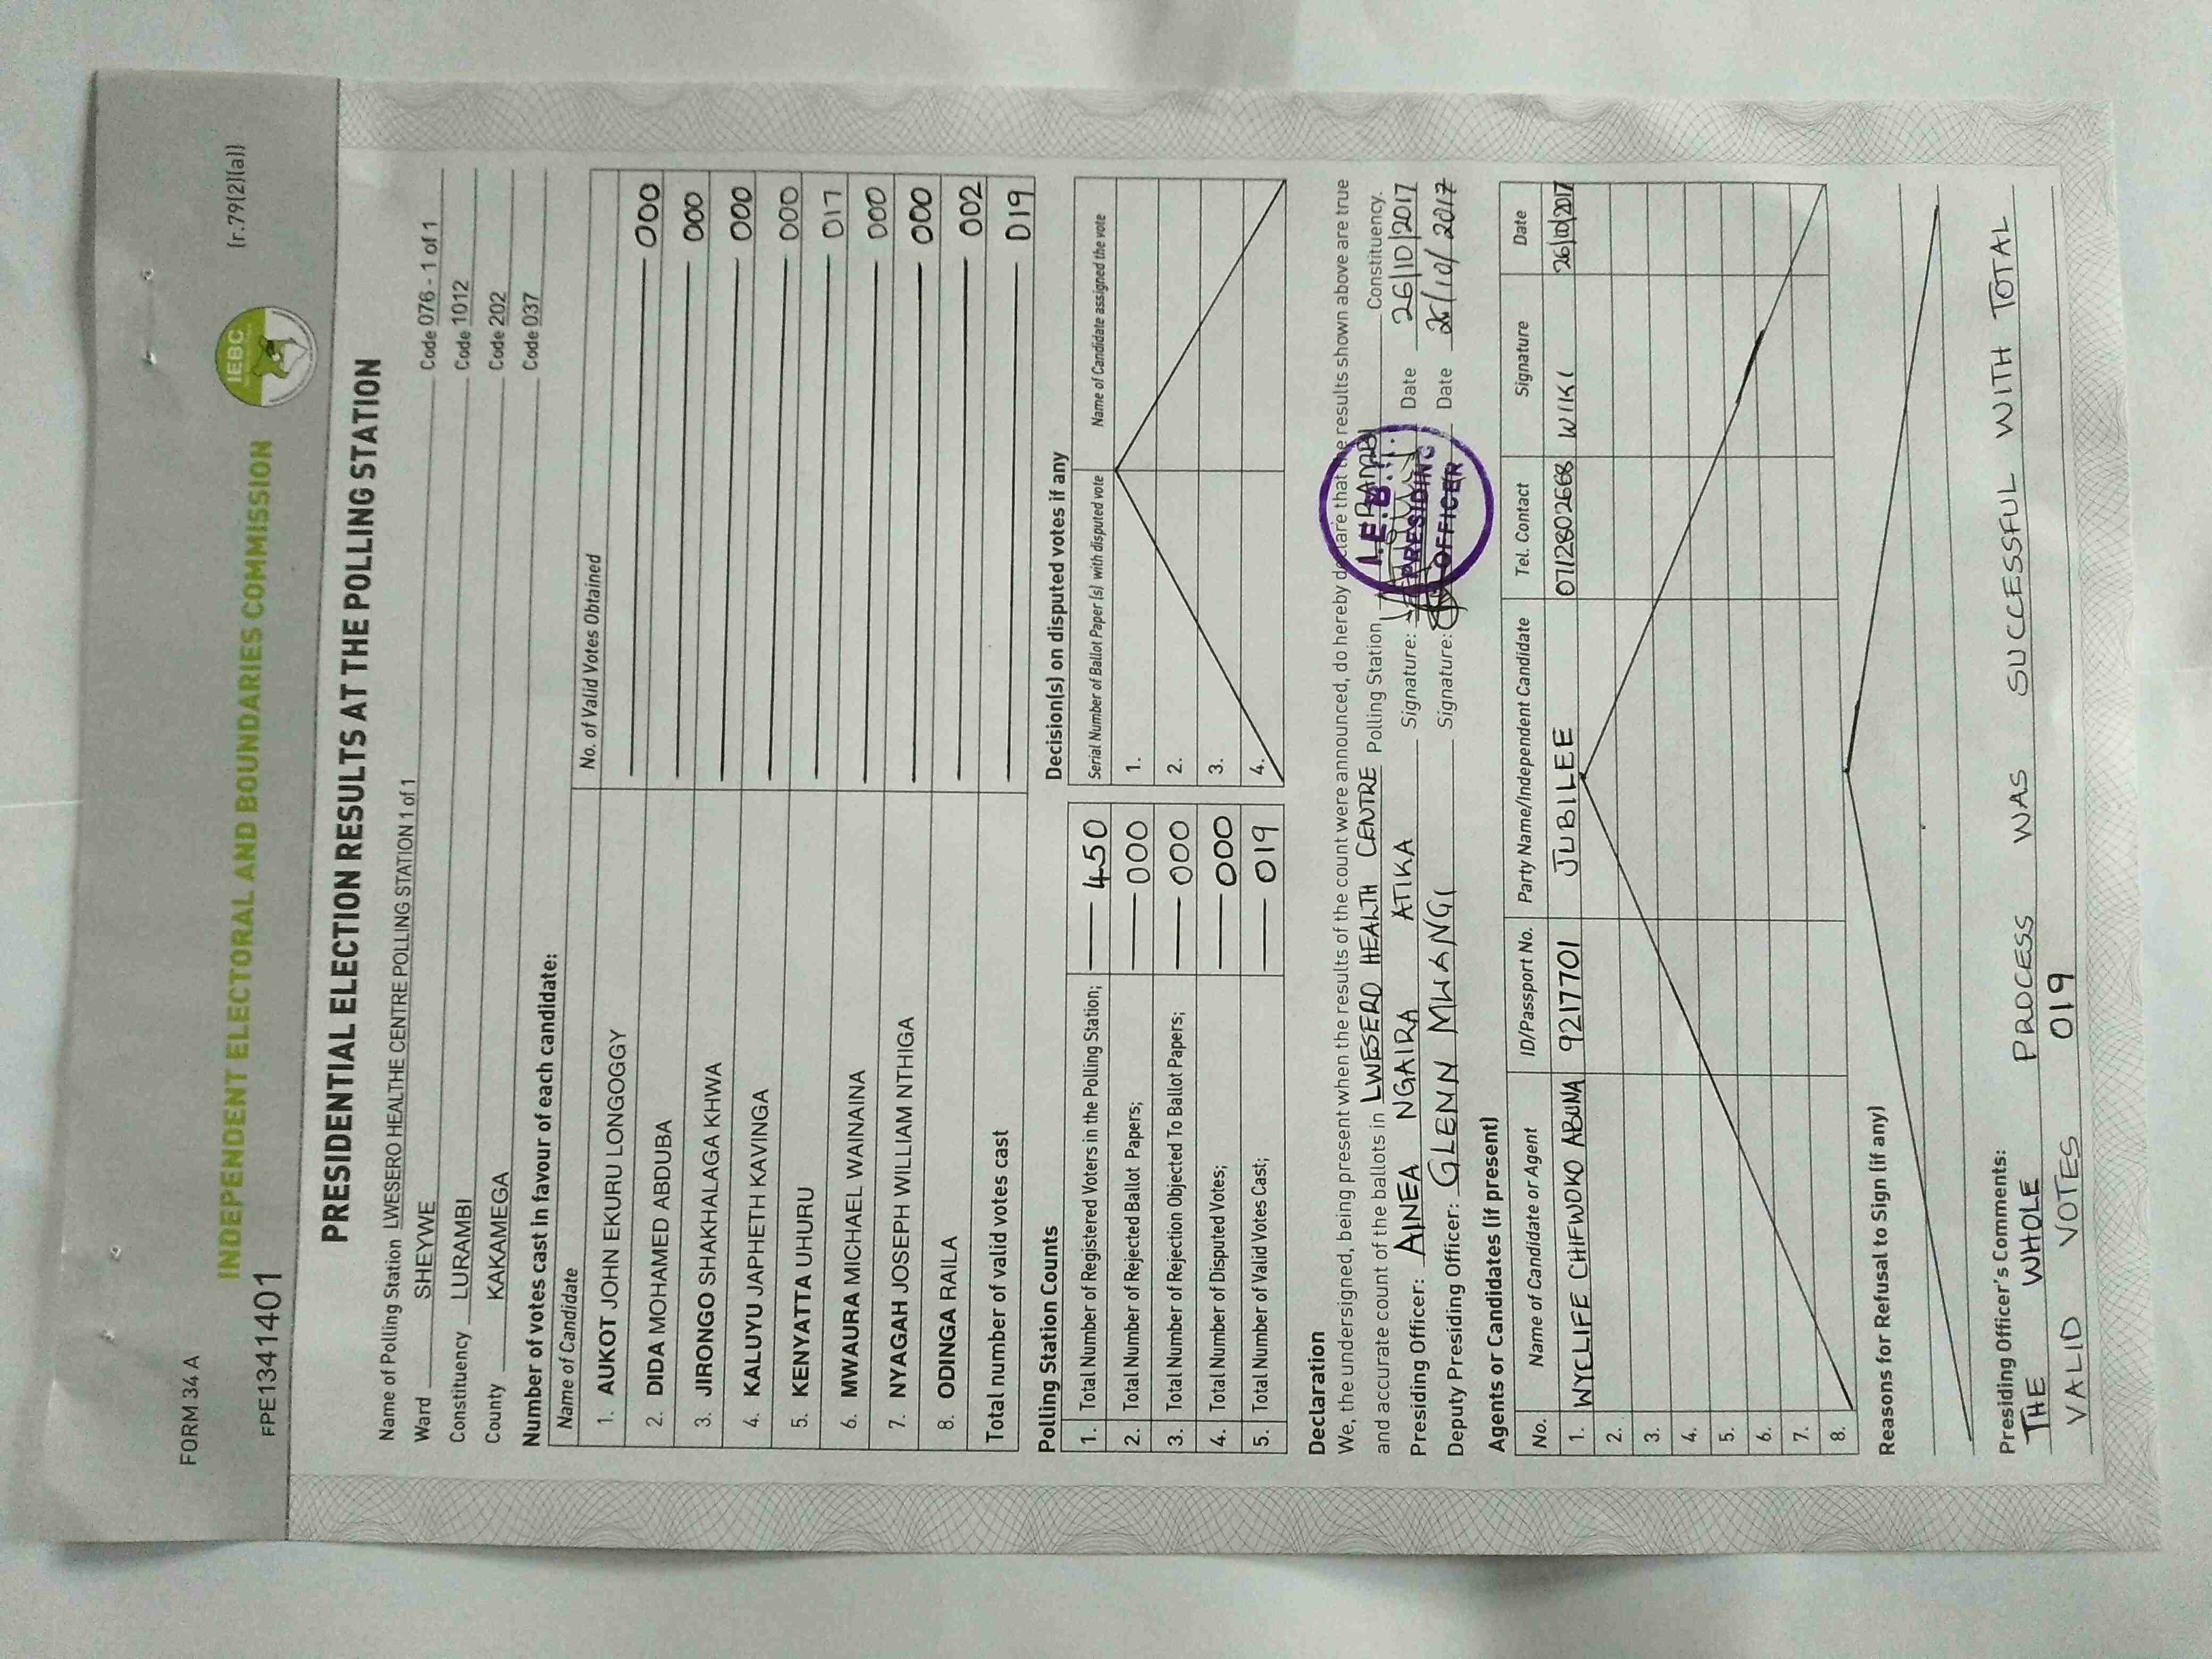 FORM 34 A
(r.79(2)(a))
IEBC
INDEPENDENT ELECTORAL AND BOUNDARIES COMMISSION
FPE1341401
PRESIDENTIAL ELECTION RESULTS AT THE POLLING STATION
Name of Polling Station LWESERO HEALTHE CENTRE POLLING STATION 1 of 1 Code 076 - 1 of 1
Ward SHEYWE Code 1012
Constituency LURAMBI Code 202
County KAKAMEGA Code 037
Number of votes cast in favour of each candidate:
Name of Candidate No. of Valid Votes Obtained
1. AUKOT JOHN EKURU LONGOGGY 000
2. DIDA MOHAMED ABDUBA 000
3. JIRONGO SHAKHALAGA KHWA 000
4. KALUYU JAPHETH KAVINGA 000
5. KENYATTA UHURU 017
6. MWAURA MICHAEL WAINAINA 000
7. NYAGAH JOSEPH WILLIAM NTHIGA 000
8. ODINGA RAILA 002
Total number of valid votes cast 019
Polling Station Counts
1. Total Number of Registered Voters in the Polling Station; 450
2. Total Number of Rejected Ballot Papers; 000
3. Total Number of Rejection Objected To Ballot Papers; 000
4. Total Number of Disputed Votes; 000
5. Total Number of Valid Votes Cast; 019
Decision(s) on disputed votes if any
Serial Number of Ballot Paper (s) with disputed vote Name of Candidate assigned the vote
1.
2.
3.
4.
Declaration
We, the undersigned, being present when the results of the count were announced, do hereby declare that the results shown above are true
and accurate count of the ballots in LWESERO HEALTH CENTRE Polling Station, LURAMBI Constituency.
Presiding Officer: AINEA NGAIRA ATIKA Signature: Date 26/10/2017
Deputy Presiding Officer: GLENN MWANGI Signature: Date 26/10/2017
I.E.B.C.
PRESIDING
OFFICER
Agents or Candidates (if present)
No. Name of Candidate or Agent ID/Passport No. Party Name/Independent Candidate Tel. Contact Signature Date
1. WYCLIFE CHIFWOKO ABUMA 9217701 JUBILEE 0712802668 WIKI 26/10/2017
2.
3.
4.
5.
6.
7.
8.
Reasons for Refusal to Sign (if any)
Presiding Officer's Comments:
THE WHOLE PROCESS WAS SUCCESSFUL WITH TOTAL
VALID VOTES 019